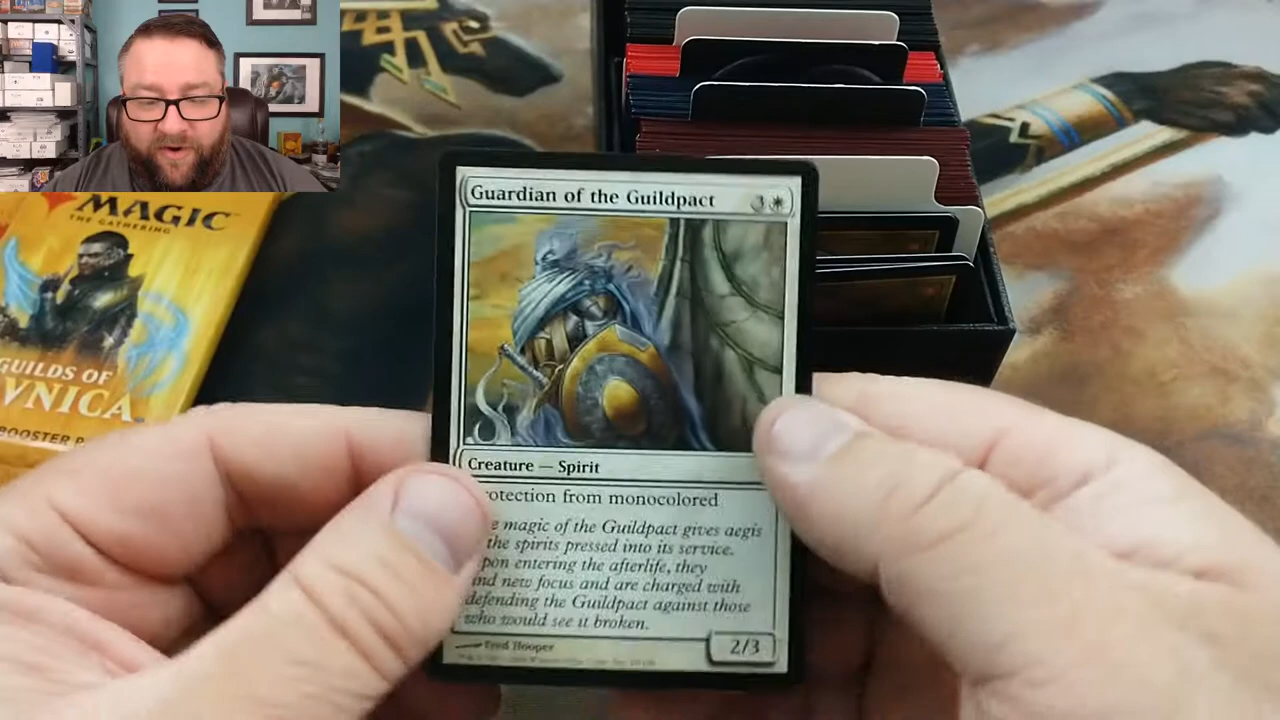 MAGIC
THE GATHERING
GUILDS OF
VNICA
BOOSTER P
Guardian of the Guildpact 3
Creature — Spirit
rotection from monocolored
e magic of the Guildpact gives aegis
the spirits pressed into its service.
pon entering the afterlife, they
nd new focus and are charged with
defending the Guildpact against those
who would see it broken.
Fred Hooper
2/3